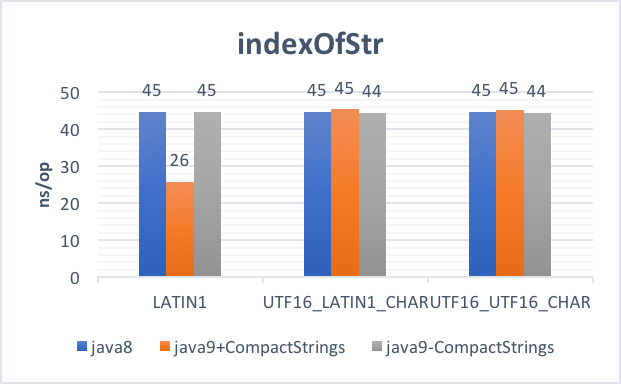 indexOfStr
ns/op
50
40
30
20
10
0
45 26 45
45 45 44
45 45 44
LATIN1 UTF16_LATIN1_CHAR UTF16_UTF16_CHAR
java8 java9+CompactStrings java9-CompactStrings